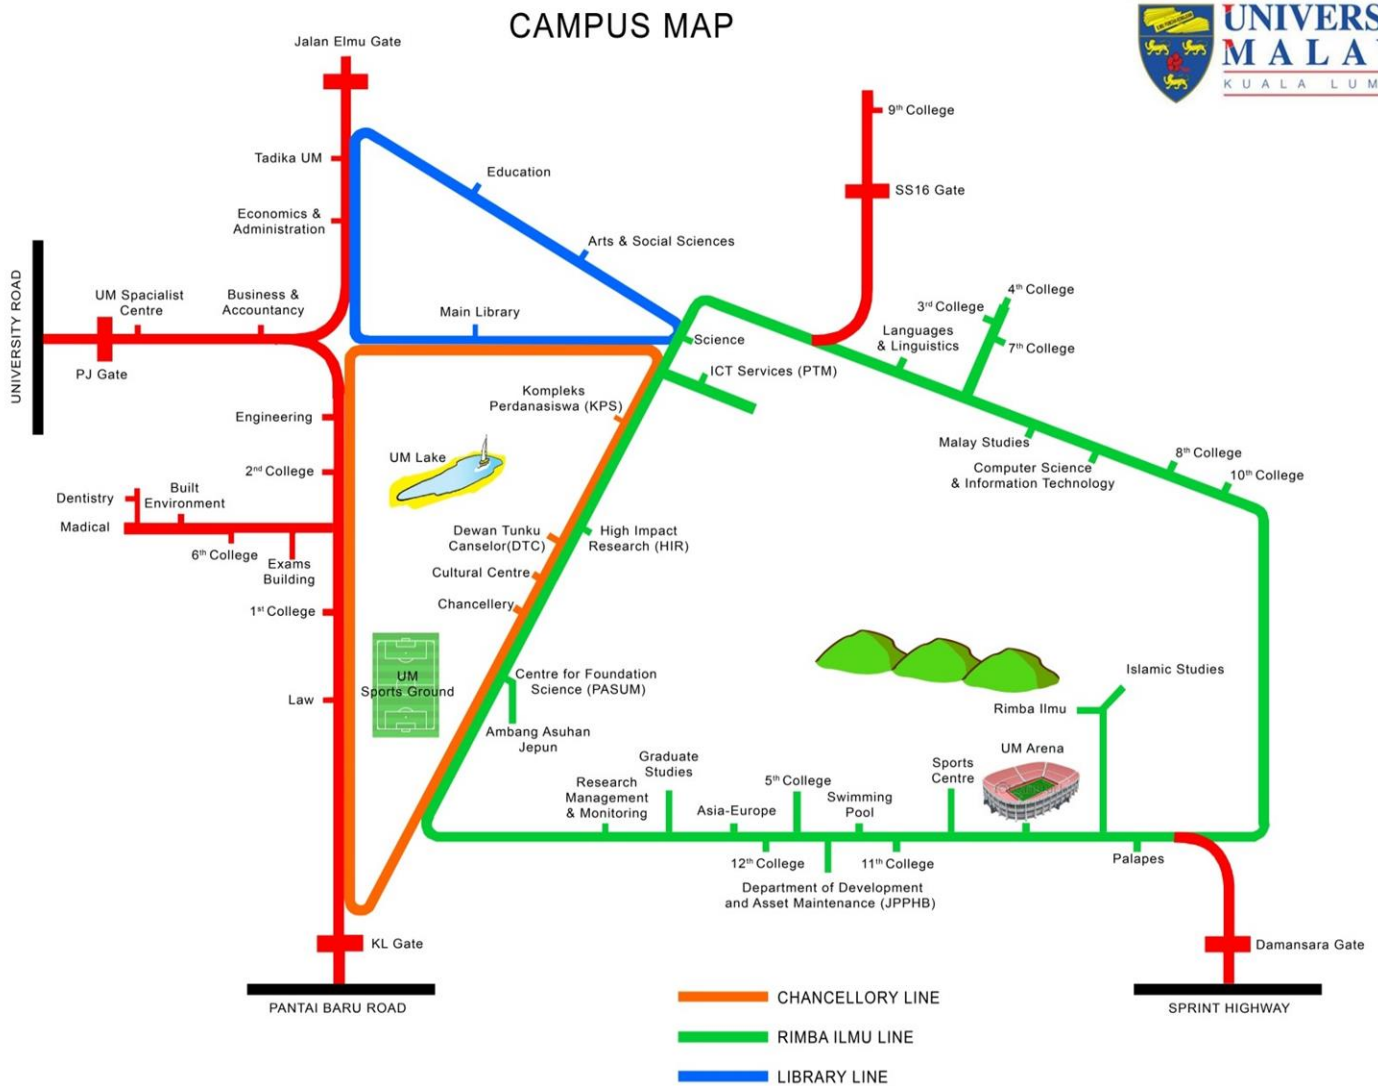 CAMPUS MAP
UNIVERS
MALA
KUALA LUM
Jalan Elmu Gate
9th College
Tadika UM
Education
SS16 Gate
Economics &
Administration
Arts & Social Sciences
UNIVERSITY ROAD
UM Spacialist
Centre
Business &
Accountancy
Main Library
4th College
3rd College
Languages
& Linguistics
7th College
Science
PJ Gate
ICT Services (PTM)
Kompleks
Perdanasiswa (KPS)
Engineering
UM Lake
Malay Studies
8th College
2nd College
Computer Science
& Information Technology
10th College
Dentistry
Built
Environment
Madical
6th College
Exams
Building
Dewan Tunku
Canselor(DTC)
High Impact
Research (HIR)
Cultural Centre
1st College
Chancellery
UM
Sports Ground
Centre for Foundation
Science (PASUM)
Islamic Studies
Law
Rimba Ilmu
Ambang Asuhan
Jepun
Graduate
Studies
UM Arena
Research
Management
& Monitoring
5th College
Sports
Centre
Asia-Europe
Swimming
Pool
12th College
11th College
Palapes
Department of Development
and Asset Maintenance (JPPHB)
KL Gate
Damansara Gate
PANTAI BARU ROAD
SPRINT HIGHWAY
CHANCELLORY LINE
RIMBA ILMU LINE
LIBRARY LINE